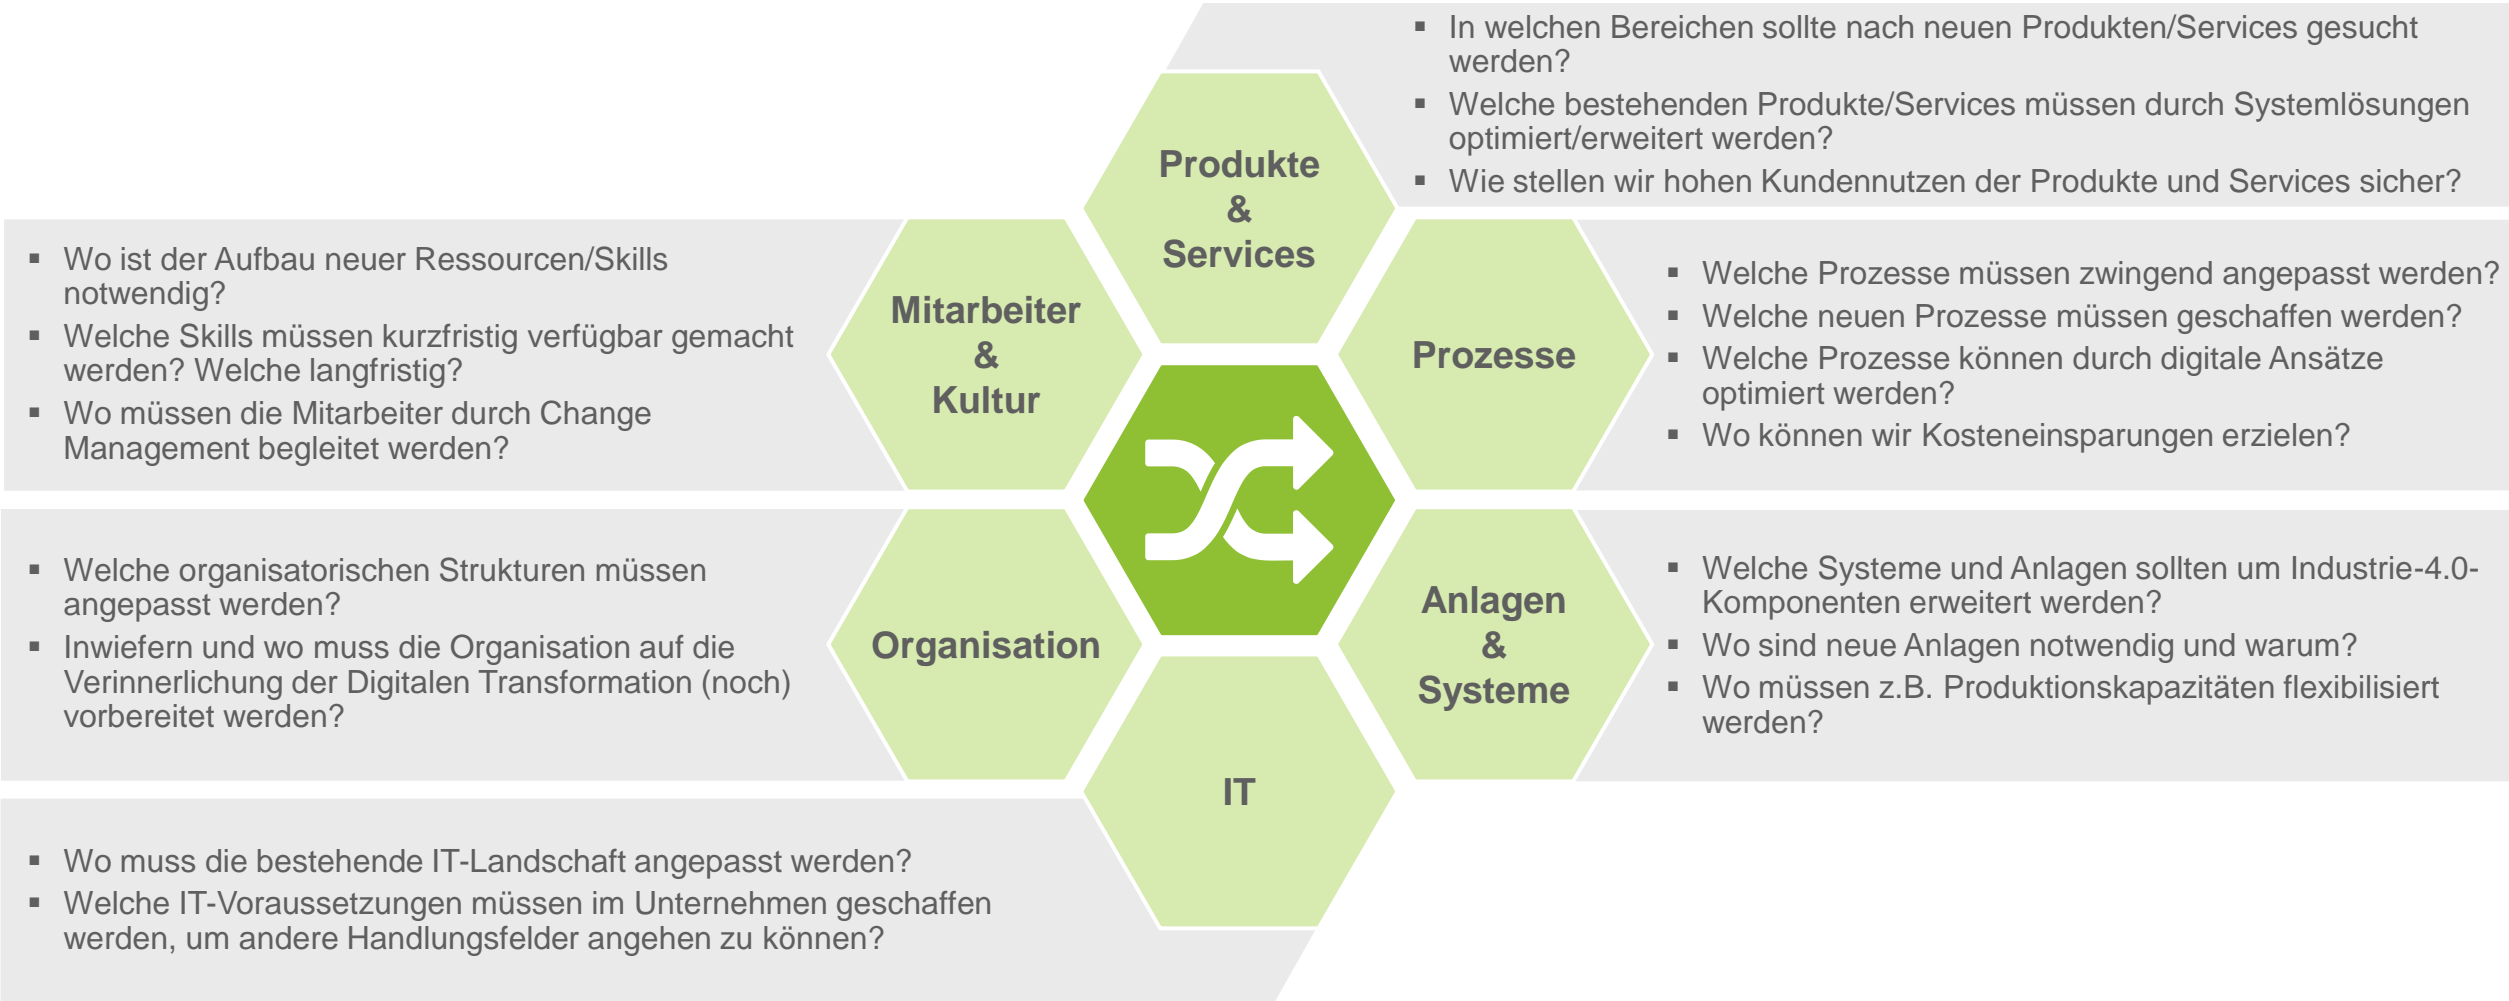 ▪ In welchen Bereichen sollte nach neuen Produkten/Services gesucht
werden?
▪ Welche bestehenden Produkte/Services müssen durch Systemlösungen
optimiert/erweitert werden?
▪ Wie stellen wir hohen Kundennutzen der Produkte und Services sicher?
Produkte
&
Services
▪ Wo ist der Aufbau neuer Ressourcen/Skills
notwendig?
▪ Welche Skills müssen kurzfristig verfügbar gemacht
werden? Welche langfristig?
▪ Wo müssen die Mitarbeiter durch Change
Management begleitet werden?
Mitarbeiter
&
Kultur
Prozesse
▪ Welche Prozesse müssen zwingend angepasst werden?
▪ Welche neuen Prozesse müssen geschaffen werden?
▪ Welche Prozesse können durch digitale Ansätze
optimiert werden?
▪ Wo können wir Kosteneinsparungen erzielen?
▪ Welche organisatorischen Strukturen müssen
angepasst werden?
▪ Inwiefern und wo muss die Organisation auf die
Verinnerlichung der Digitalen Transformation (noch)
vorbereitet werden?
Organisation
Anlagen
&
Systeme
▪ Welche Systeme und Anlagen sollten um Industrie-4.0-
Komponenten erweitert werden?
▪ Wo sind neue Anlagen notwendig und warum?
▪ Wo müssen z.B. Produktionskapazitäten flexibilisiert
werden?
IT
▪ Wo muss die bestehende IT-Landschaft angepasst werden?
▪ Welche IT-Voraussetzungen müssen im Unternehmen geschaffen
werden, um andere Handlungsfelder angehen zu können?